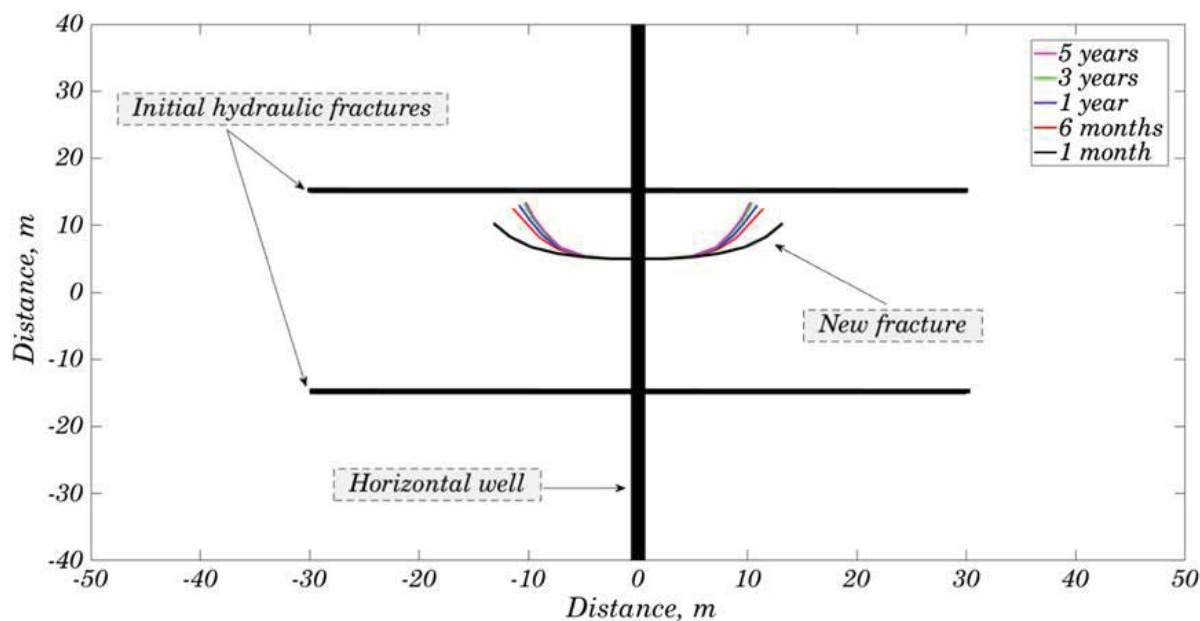 40
30
20
10
0
-10
-20
-30
-40
Distance, m
Initial hydraulic fractures
5 years
3 years
1 year
6 months
1 month
New fracture
Horizontal well
-50
-40
-30
-20
-10
0
10
20
30
40
50
Distance, m